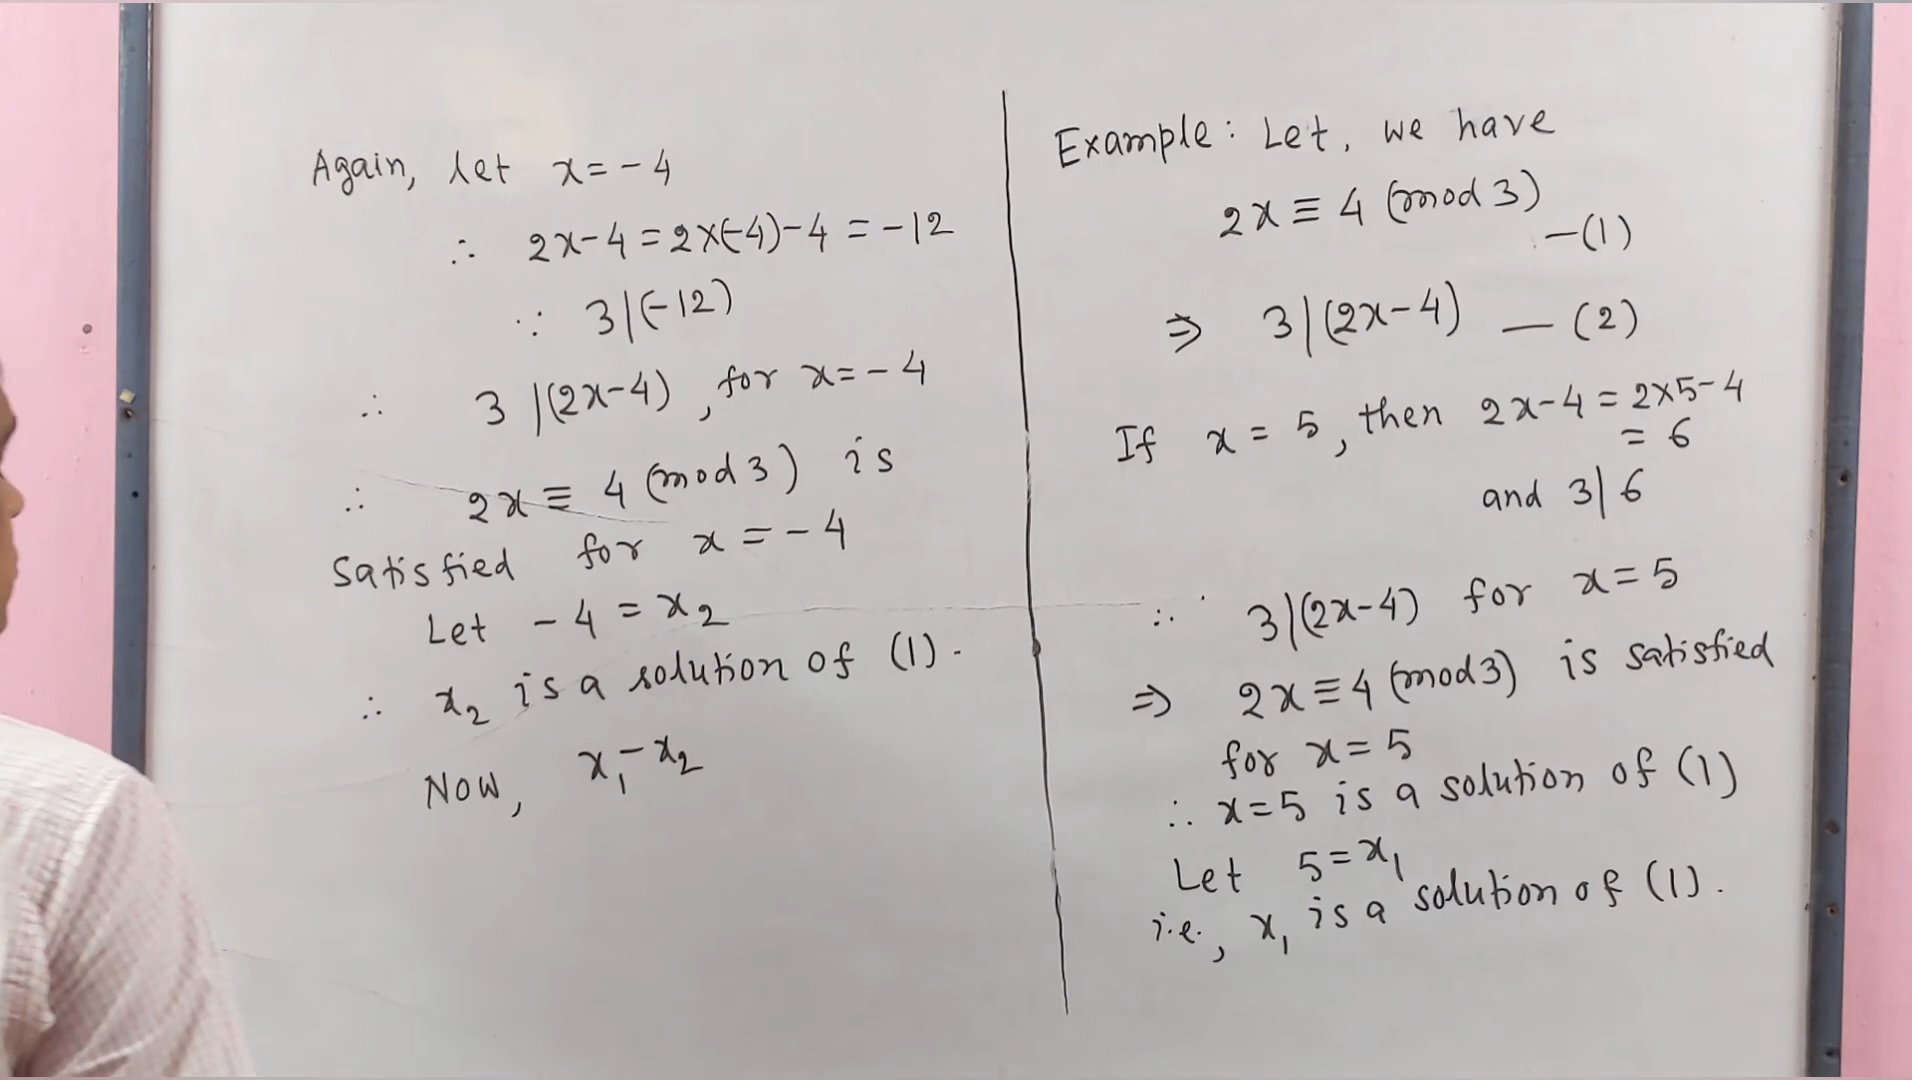 Again, let x = - 4
∴ 2x-4 = 2x(-4)-4 = -12
∵ 3|(-12)
∴ 3 |(2x-4), for x = - 4
∴ 2x ≡ 4 (mod 3) is
satisfied for x = - 4
Let - 4 = x₂
∴ x₂ is a solution of (1).
Now, x₁-x₂
Example: Let, we have
2x ≡ 4 (mod 3) —(1)
⇒ 3|(2x-4) — (2)
If x = 5, then 2x-4 = 2x5-4
= 6
and 3|6
∴ 3|(2x-4) for x=5
⇒ 2x ≡ 4 (mod 3) is satisfied
for x = 5
∴ x=5 is a solution of (1)
Let 5=x₁
i.e., x₁ is a solution of (1).